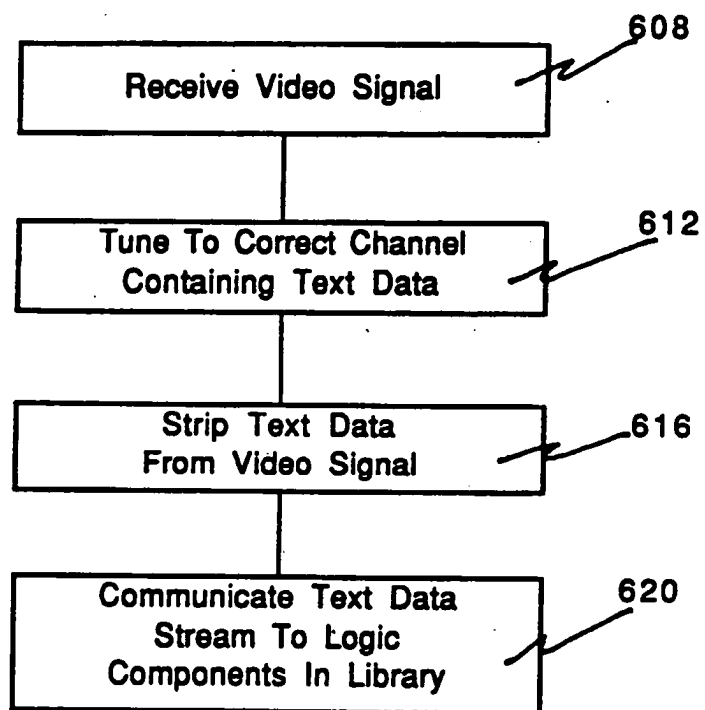 608
Receive Video Signal
612
Tune To Correct Channel
Containing Text Data
Strip Text Data
616
From Video Signal
Communicate Text Data
620
Stream To Logic
Components In Library